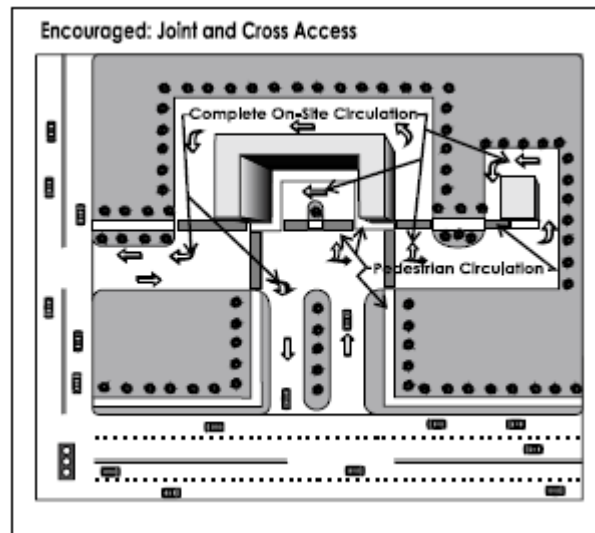 Encouraged: Joint and Cross Access
Complete On-Site Circulation
Pedestrian Circulation